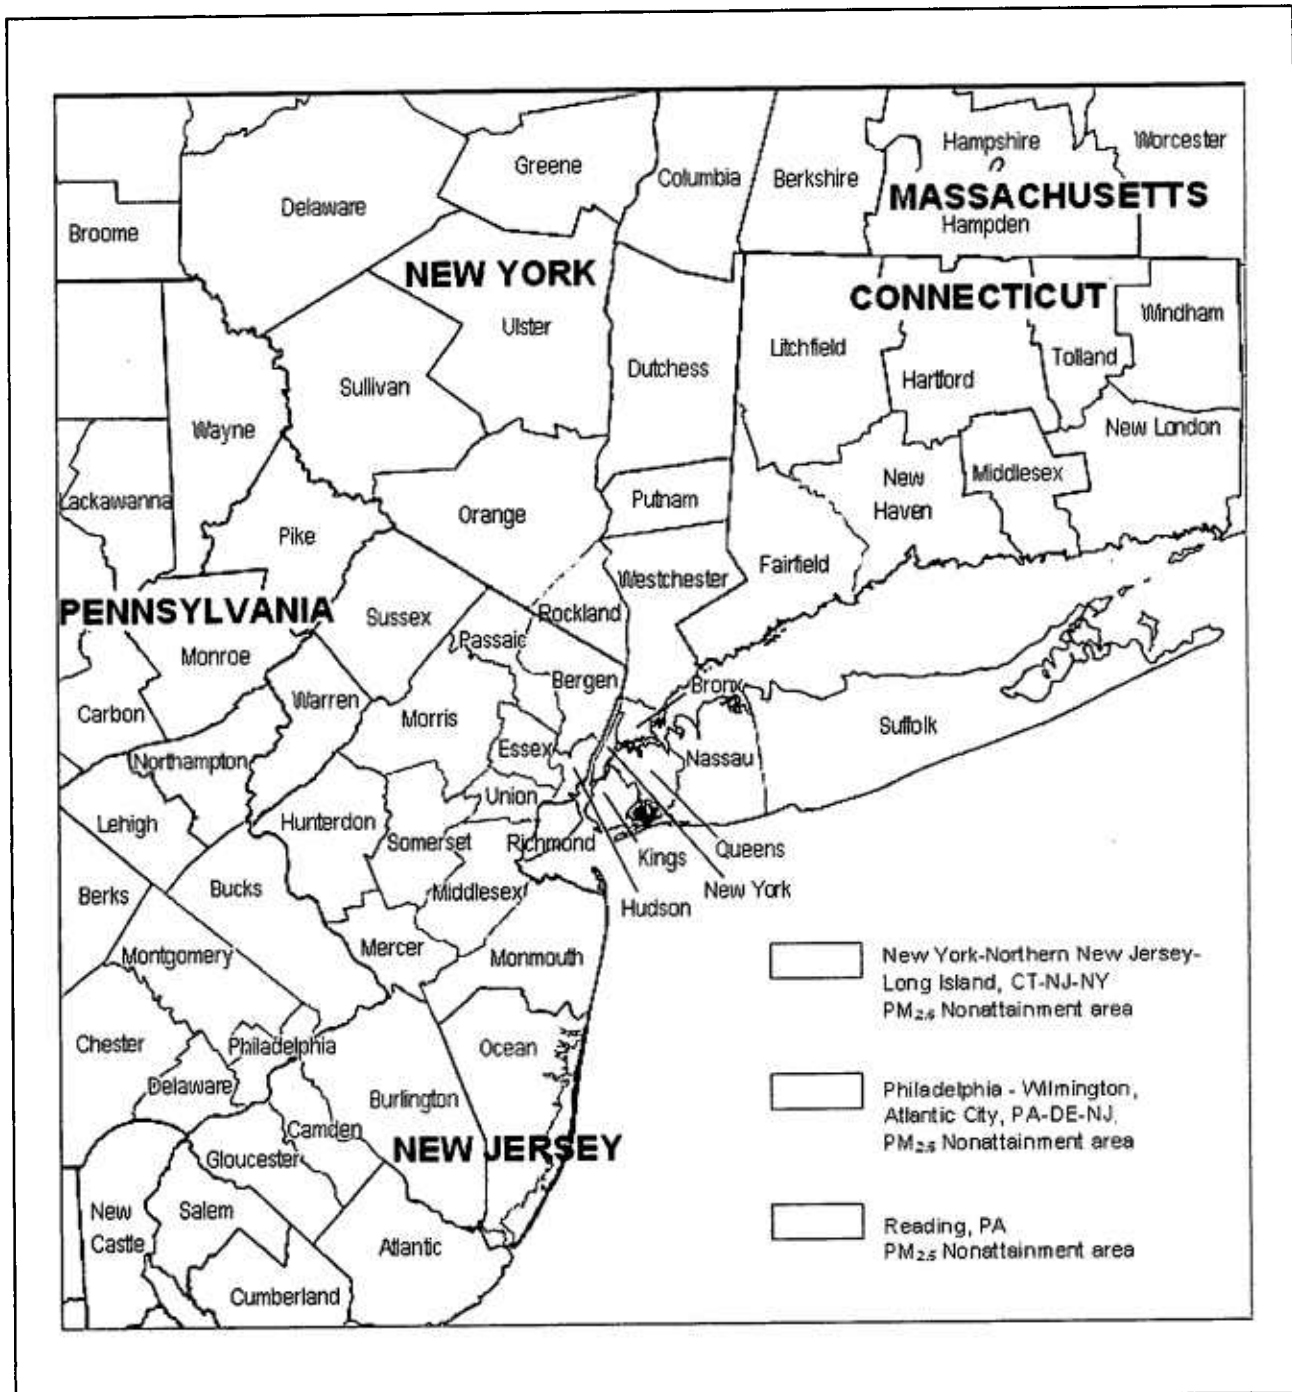 Hampshire
Worcester
Greene
Columbia
Berkshire
MASSACHUSETTS
Delaware
Hampden
Broome
NEW YORK
CONNECTICUT
Windham
Ulster
Litchfield
Tolland
Dutchess
Hartford
Sullivan
Wayne
New London
New
Haven
Middlesex
Lackawanna
Putnam
Orange
Pike
Fairfield
Westchester
PENNSYLVANIA
Rockland
Sussex
Passaic
Monroe
Bergen
Bronx
Warren
Carbon
Morris
Suffolk
Essex
Nassau
Northampton
Union
Lehigh
Hunterdon
Somerset
Richmond
Kings
Queens
Berks
Bucks
Middlesex
New York
Hudson
Mercer
Montgomery
Monmouth
New York-Northern New Jersey-
Long Island, CT-NJ-NY
PM2.5 Nonattainment area
Chester
Philadelphia
Ocean
Delaware
Burlington
Philadelphia - Wilmington,
Atlantic City, PA-DE-NJ,
PM2.5 Nonattainment area
Camden
NEW JERSEY
Gloucester
New
Castle
Salem
Atlantic
Reading, PA
PM2.5 Nonattainment area
Cumberland